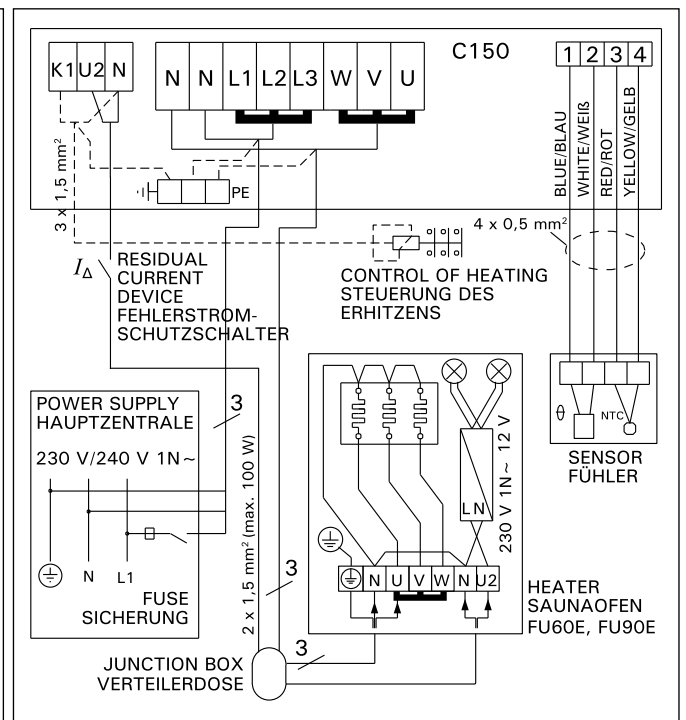 C150
K1 U2 N
N N L1 L2 L3 W V U
1 2 3 4
BLUE/BLAU
WHITE/WEIß
RED/ROT
YELLOW/GELB
PE
3 x 1,5 mm²
4 x 0,5 mm²
I∆
RESIDUAL
CURRENT
DEVICE
FEHLERSTROM-
SCHUTZSCHALTER
CONTROL OF HEATING
STEUERUNG DES
ERHITZENS
POWER SUPPLY
HAUPTZENTRALE
230 V/240 V 1N~
N L1
FUSE
SICHERUNG
3
2 x 1,5 mm² (max. 100 W)
3
3
JUNCTION BOX
VERTEILERDOSE
L N
230 V 1N~ 12 V
N U V W N U2
HEATER
SAUNAOFEN
FU60E, FU90E
θ NTC
SENSOR
FÜHLER